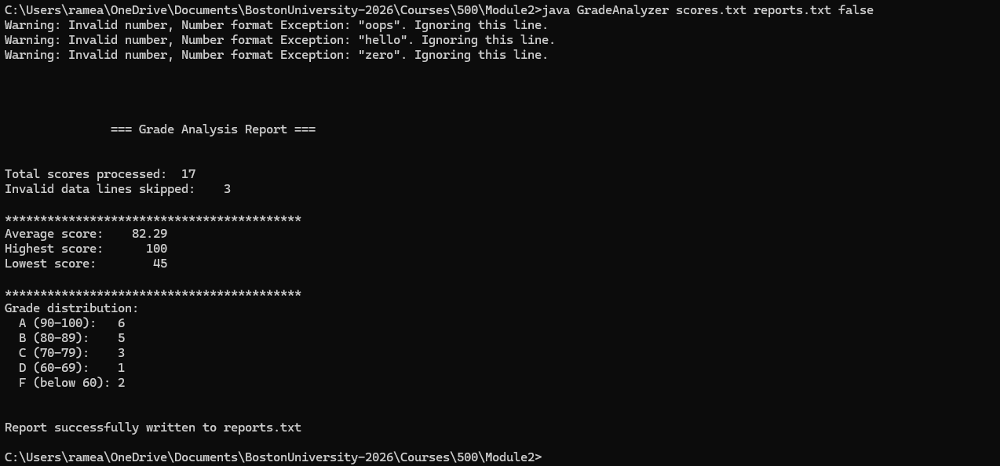 C:\Users\ramea\OneDrive\Documents\BostonUniversity-2026\Courses\500\Module2>java GradeAnalyzer scores.txt reports.txt false
Warning: Invalid number, Number format Exception: "oops". Ignoring this line.
Warning: Invalid number, Number format Exception: "hello". Ignoring this line.
Warning: Invalid number, Number format Exception: "zero". Ignoring this line.
=== Grade Analysis Report ===
Total scores processed:  17
Invalid data lines skipped:    3
******************************************
Average score:    82.29
Highest score:      100
Lowest score:        45
******************************************
Grade distribution:
  A (90-100):   6
  B (80-89):    5
  C (70-79):    3
  D (60-69):    1
  F (below 60): 2
Report successfully written to reports.txt
C:\Users\ramea\OneDrive\Documents\BostonUniversity-2026\Courses\500\Module2>